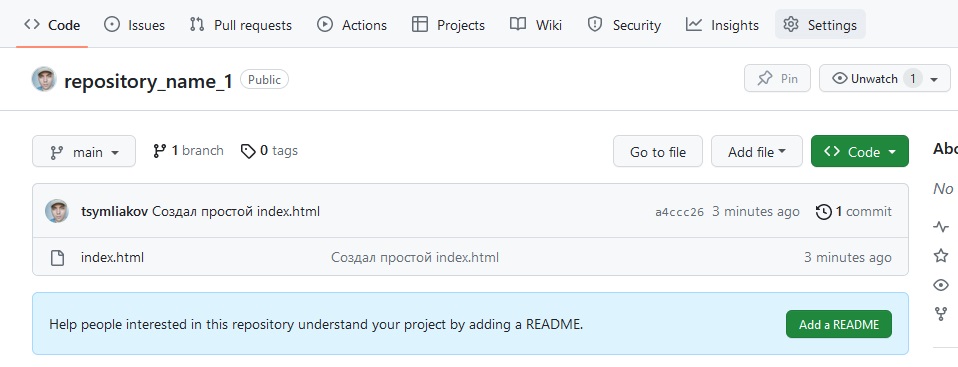 Code Issues Pull requests Actions Projects Wiki Security Insights Settings
repository_name_1 Public Pin Unwatch 1
main 1 branch 0 tags Go to file Add file Code
tsymliakov Создал простой index.html a4ccc26 3 minutes ago 1 commit
index.html Создал простой index.html 3 minutes ago
Help people interested in this repository understand your project by adding a README. Add a README
No